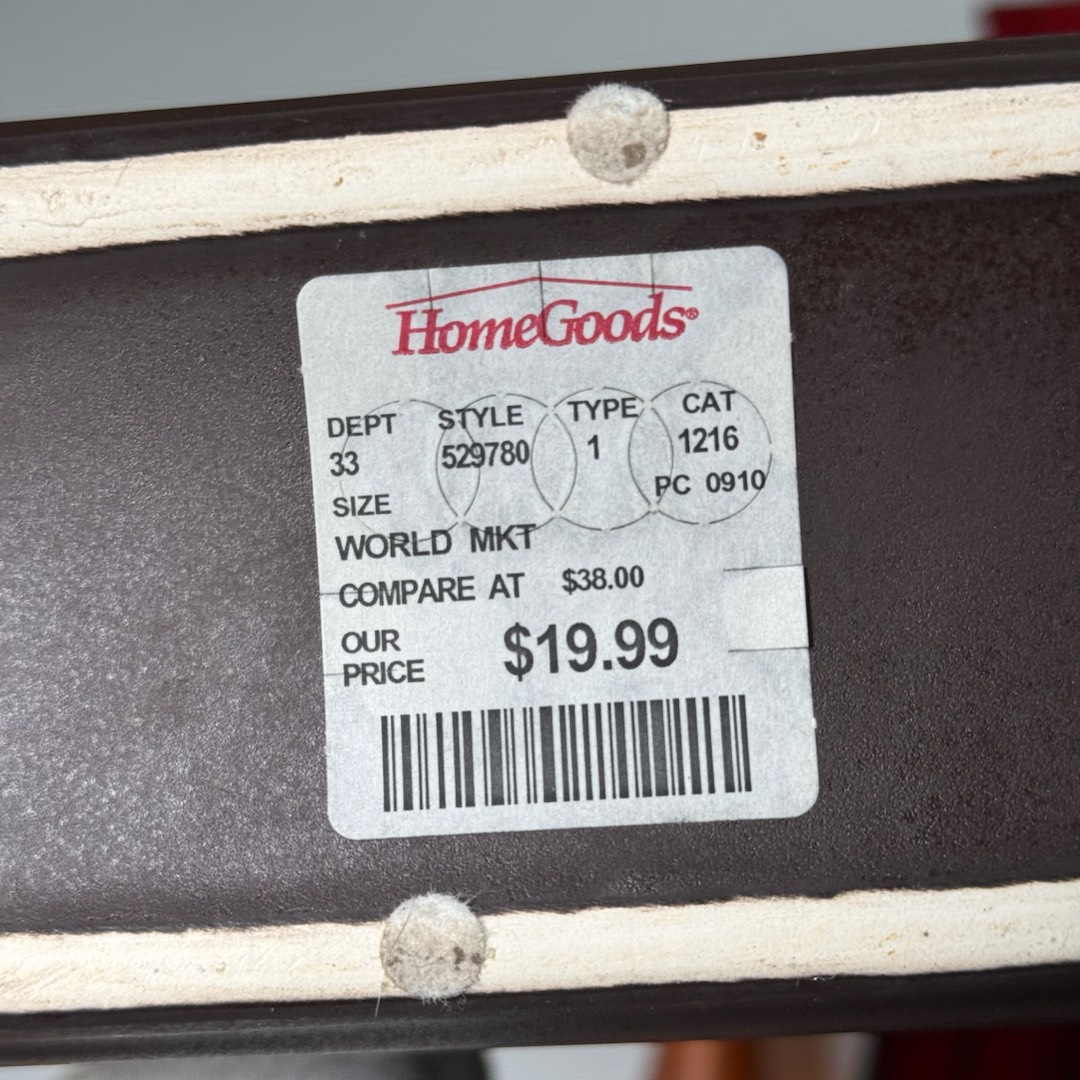 HomeGoods®
DEPT STYLE TYPE CAT
33 529780 1 1216
SIZE PC 0910
WORLD MKT
COMPARE AT $38.00
OUR PRICE $19.99